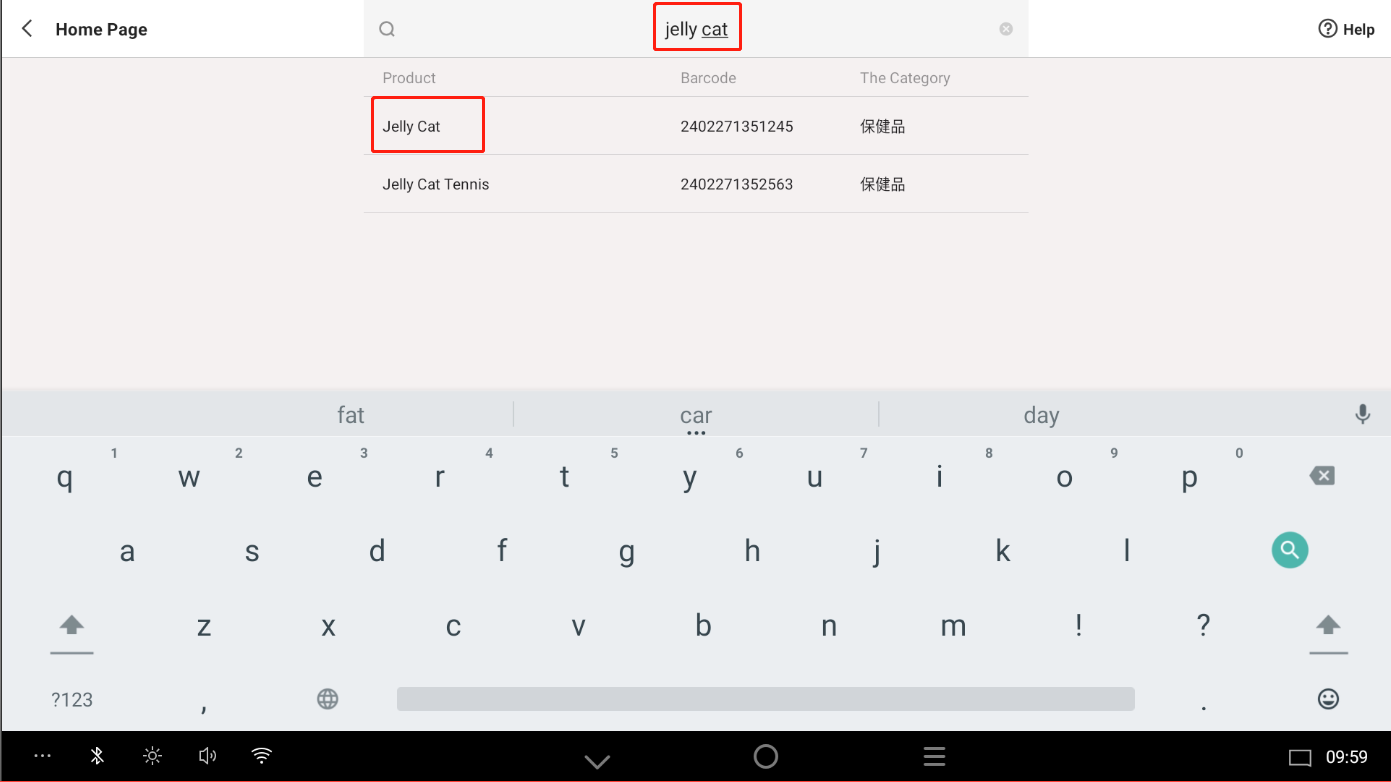 Home Page
jelly cat
Help
Product Barcode The Category
Jelly Cat 2402271351245 保健品
Jelly Cat Tennis 2402271352563 保健品
fat car day
1 2 3 4 5 6 7 8 9 0
q w e r t y u i o p
a s d f g h j k l
z x c v b n m ! ?
?123 , .
09:59